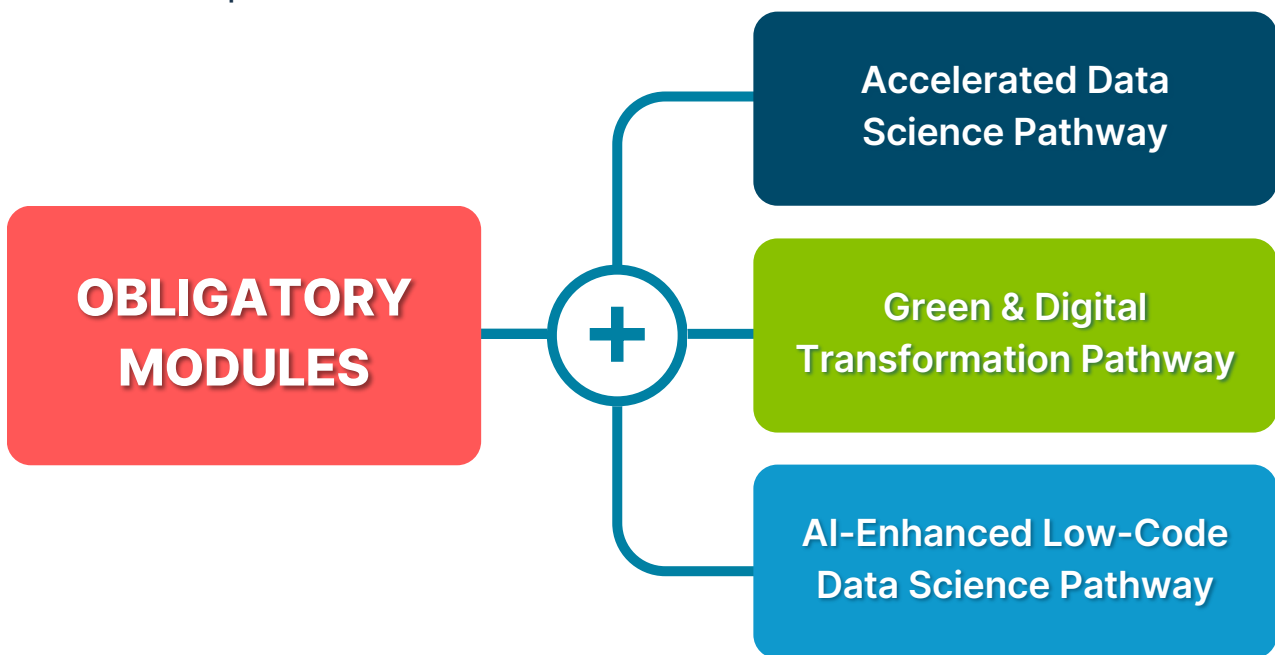 OBLIGATORY
MODULES
+
Accelerated Data
Science Pathway
Green & Digital
Transformation Pathway
AI-Enhanced Low-Code
Data Science Pathway